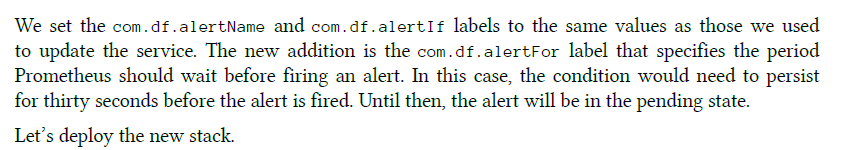 We set the com.df.alertName and com.df.alertIf labels to the same values as those we used
to update the service. The new addition is the com.df.alertFor label that specifies the period
Prometheus should wait before firing an alert. In this case, the condition would need to persist
for thirty seconds before the alert is fired. Until then, the alert will be in the pending state.
Let’s deploy the new stack.